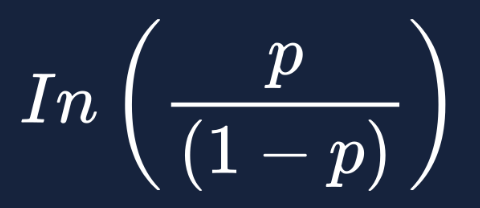 In ( p / (1 − p) )